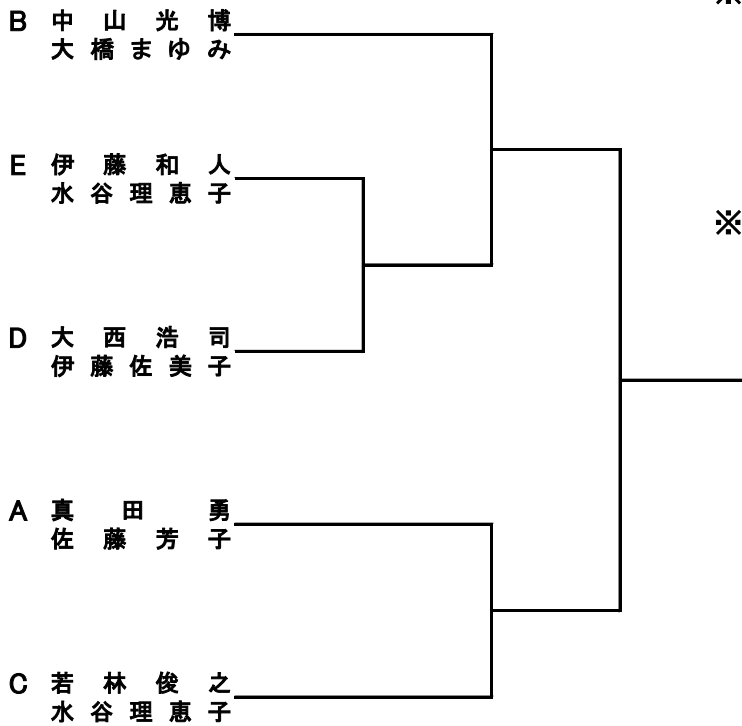 ※
B 中山光博
大橋まゆみ
E 伊藤和人
水谷理恵子
※
D 大西浩司
伊藤佐美子
A 真田勇
佐藤芳子
C 若林俊之
水谷理恵子